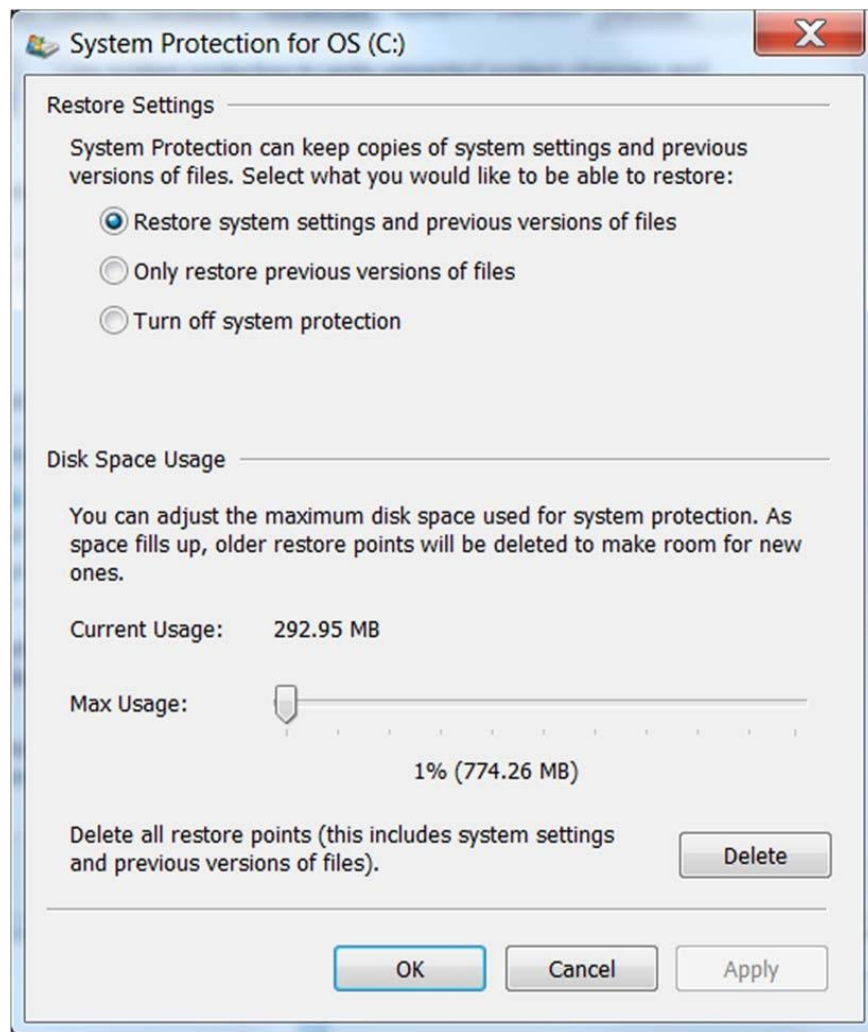 System Protection for OS (C:)
Restore Settings
System Protection can keep copies of system settings and previous
versions of files. Select what you would like to be able to restore:
Restore system settings and previous versions of files
Only restore previous versions of files
Turn off system protection
Disk Space Usage
You can adjust the maximum disk space used for system protection. As
space fills up, older restore points will be deleted to make room for new
ones.
Current Usage: 292.95 MB
Max Usage:
1% (774.26 MB)
Delete all restore points (this includes system settings
and previous versions of files).
Delete
OK Cancel Apply